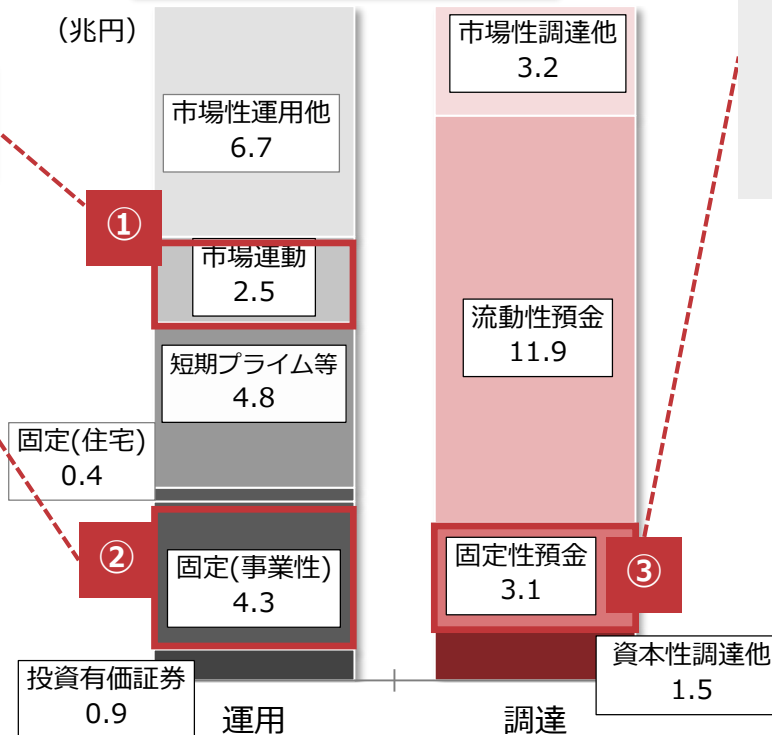 （兆円）
市場性運用他
6.7
①
市場連動
2.5
短期プライム等
4.8
固定(住宅)
0.4
②
固定(事業性)
4.3
投資有価証券
0.9
運用
市場性調達他
3.2
流動性預金
11.9
固定性預金
3.1
③
資本性調達他
1.5
調達